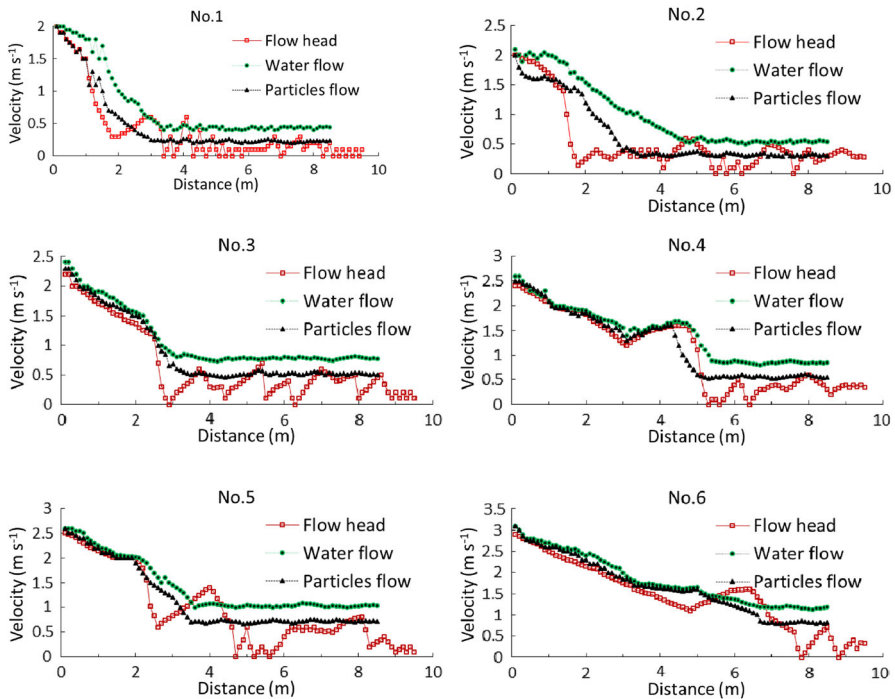 No.1
Flow head
Water flow
Particles flow
Velocity (m s⁻¹)
2
1.5
1
0.5
0
0 2 4 6 8 10
Distance (m)
No.2
Flow head
Water flow
Particles flow
Velocity (m s⁻¹)
2.5
2
1.5
1
0.5
0
0 2 4 6 8 10
Distance (m)
No.3
Flow head
Water flow
Particles flow
Velocity (m s⁻¹)
2.5
2
1.5
1
0.5
0
0 2 4 6 8 10
Distance (m)
No.4
Flow head
Water flow
Particles flow
Velocity (m s⁻¹)
3
2.5
2
1.5
1
0.5
0
0 2 4 6 8 10
Distance (m)
No.5
Flow head
Water flow
Particles flow
Velocity (m s⁻¹)
3
2.5
2
1.5
1
0.5
0
0 2 4 6 8 10
Distance (m)
No.6
Flow head
Water flow
Particles flow
Velocity (m s⁻¹)
3.5
3
2.5
2
1.5
1
0.5
0
0 2 4 6 8 10
Distance (m)